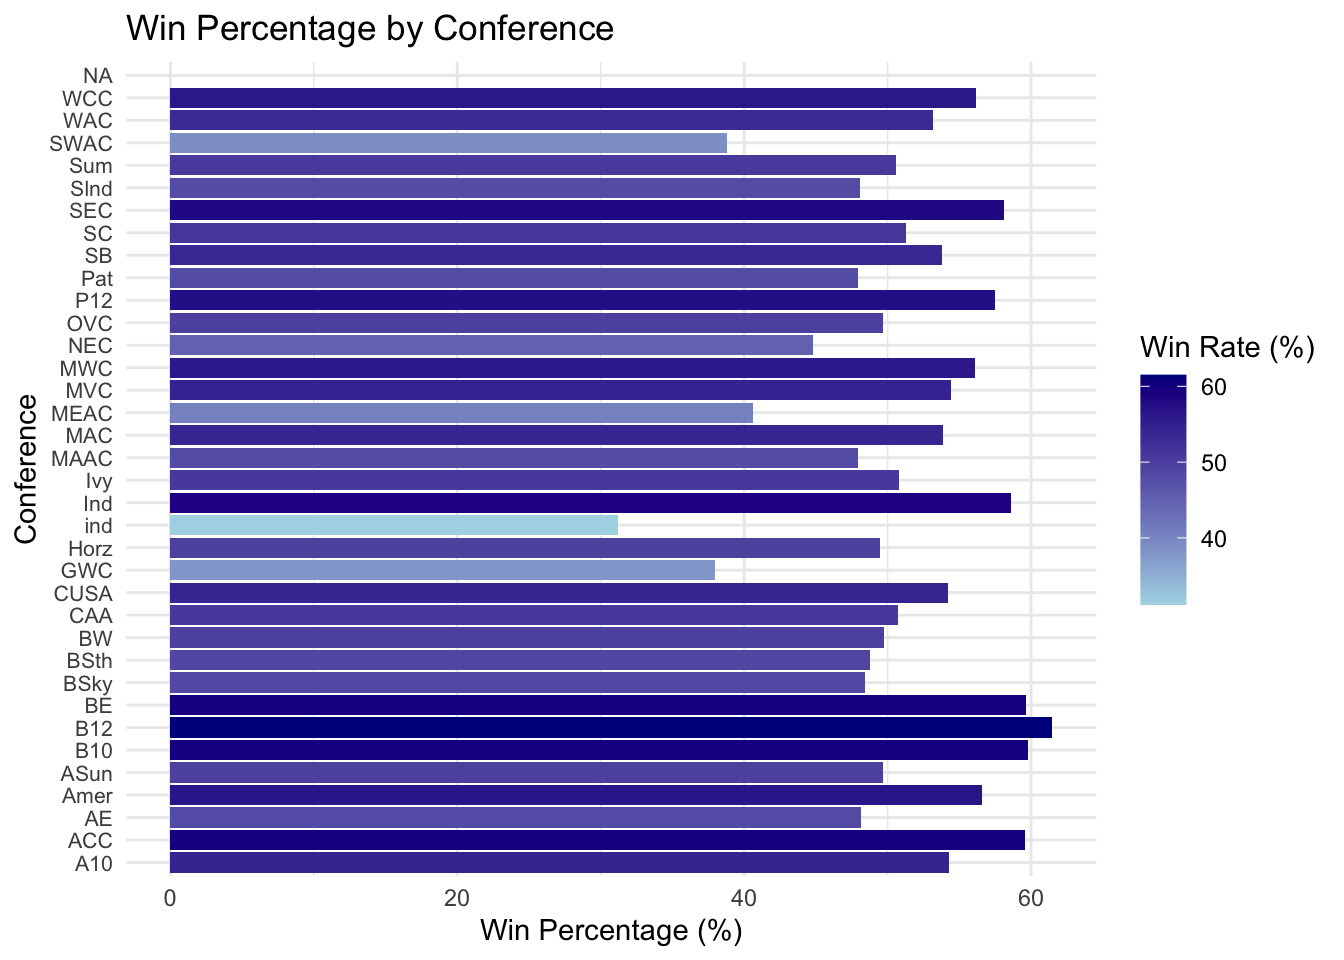 Win Percentage by Conference
NA
WCC
WAC
SWAC
Sum
SInd
SEC
SC
SB
Pat
P12
OVC
NEC
MWC
MVC
MEAC
MAC
MAAC
Ivy
Ind
ind
Horz
GWC
CUSA
CAA
BW
BSth
BSky
BE
B12
B10
ASun
Amer
AE
ACC
A10
Conference
0 20 40 60
Win Percentage (%)
Win Rate (%)
60
50
40